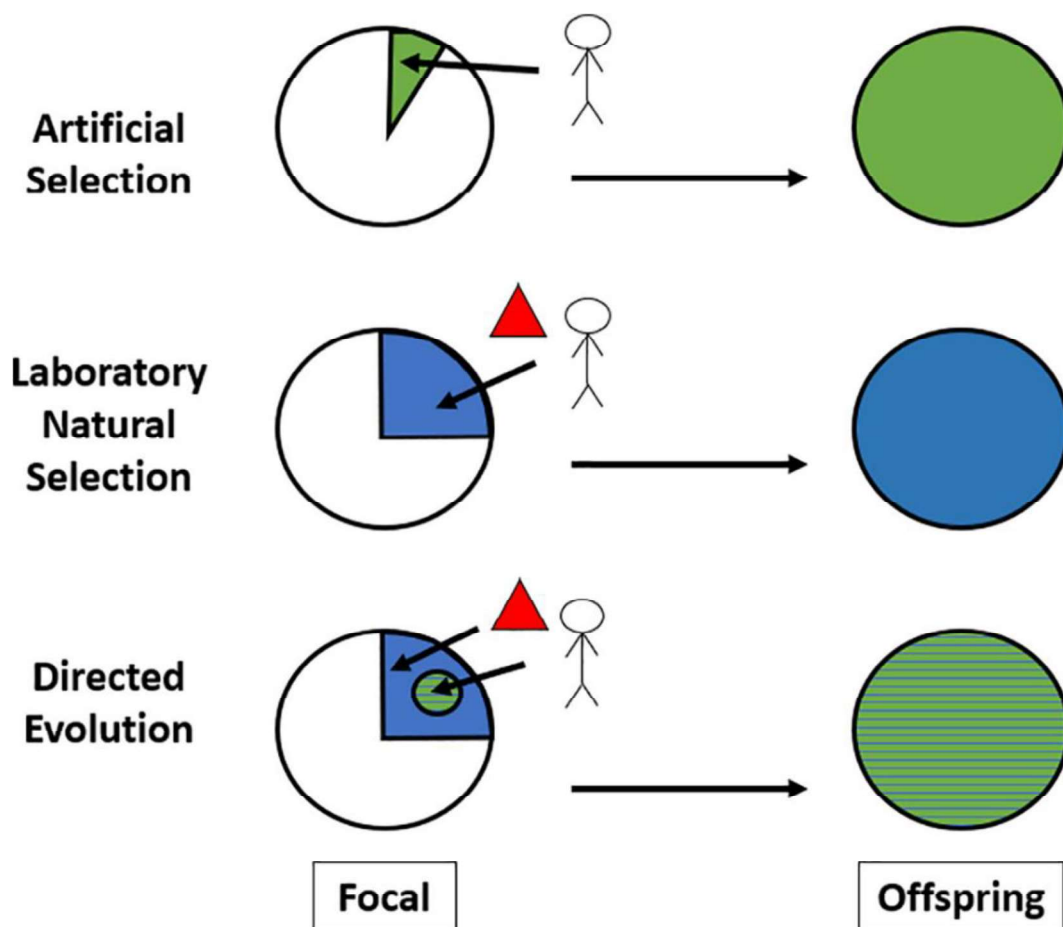 Artificial
Selection
Laboratory
Natural
Selection
Directed
Evolution
Focal
Offspring